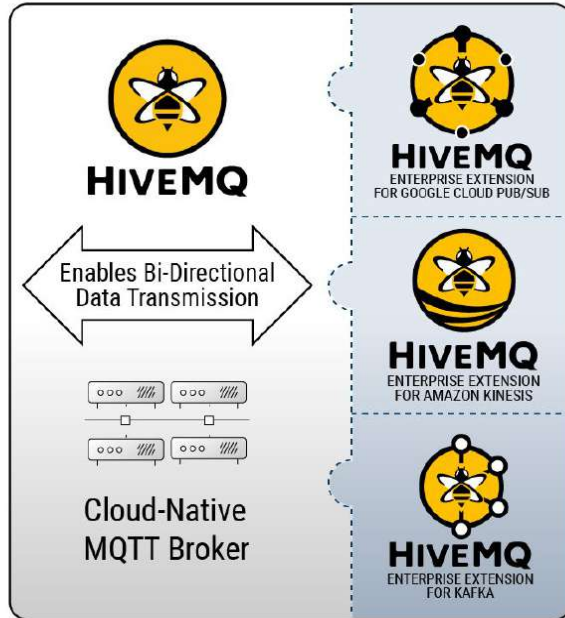 HIVEMQ
Enables Bi-Directional
Data Transmission
Cloud-Native
MQTT Broker
HIVEMQ
ENTERPRISE EXTENSION
FOR GOOGLE CLOUD PUB/SUB
HIVEMQ
ENTERPRISE EXTENSION
FOR AMAZON KINESIS
HIVEMQ
ENTERPRISE EXTENSION
FOR KAFKA